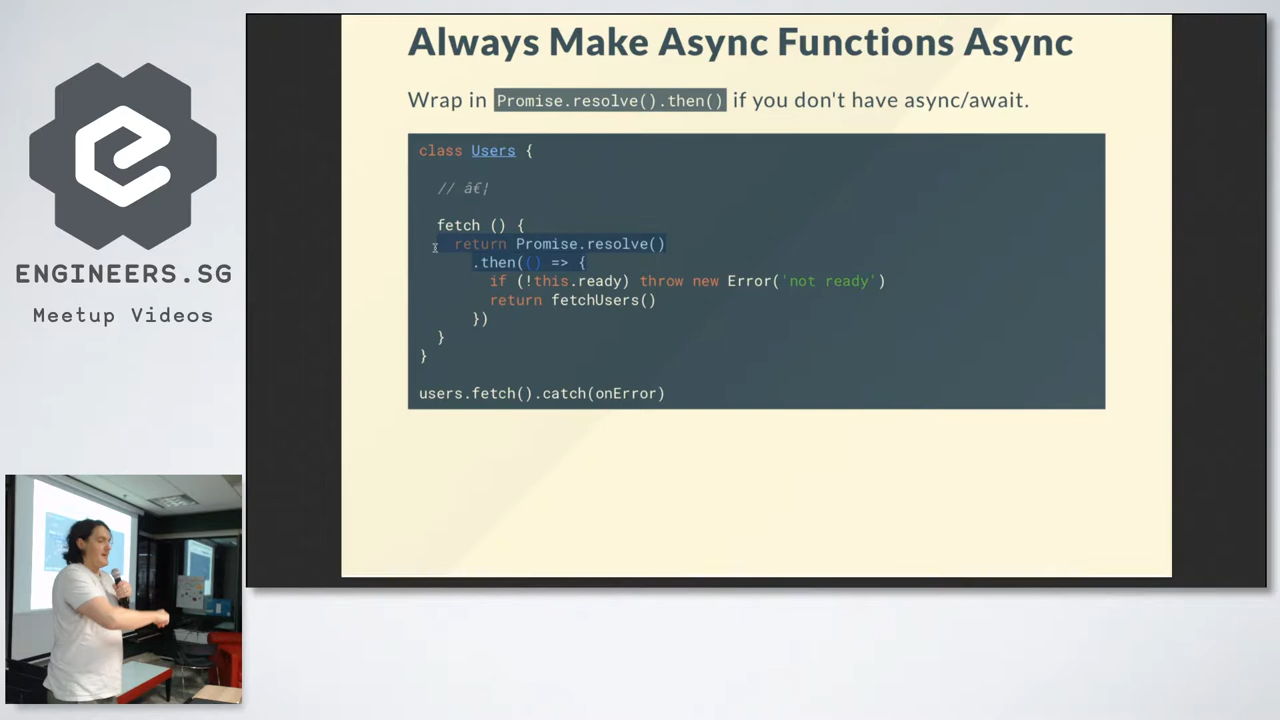 ENGINEERS.SG
Meetup Videos
Always Make Async Functions Async
Wrap in Promise.resolve().then() if you don't have async/await.
class Users {
// â€¦
fetch () {
return Promise.resolve()
.then(() => {
if (!this.ready) throw new Error('not ready')
return fetchUsers()
})
}
}
users.fetch().catch(onError)